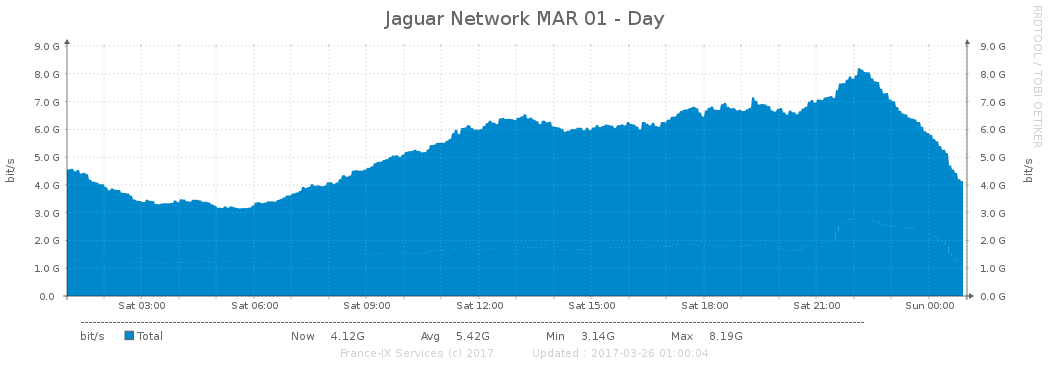 Jaguar Network MAR 01 - Day
RRDTOOL / TOBI OETIKER
9.0 G 9.0 G
8.0 G 8.0 G
7.0 G 7.0 G
6.0 G 6.0 G
5.0 G 5.0 G
4.0 G 4.0 G
3.0 G 3.0 G
2.0 G 2.0 G
1.0 G 1.0 G
0.0 0.0 G
bit/s
bit/s
Sat 03:00 Sat 06:00 Sat 09:00 Sat 12:00 Sat 15:00 Sat 18:00 Sat 21:00 Sun 00:00
bit/s Total Now 4.12G Avg 5.42G Min 3.14G Max 8.19G
France-IX Services (c) 2017 Updated : 2017-03-26 01:00:04